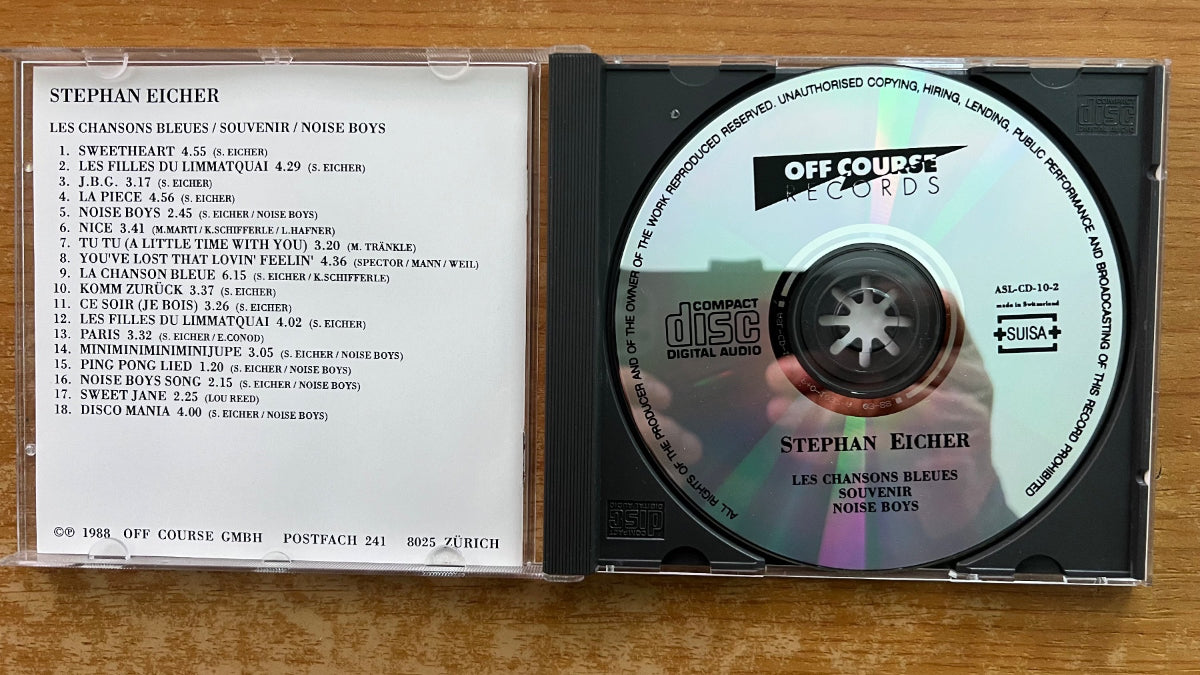 STEPHAN EICHER
LES CHANSONS BLEUES / SOUVENIR / NOISE BOYS
1. SWEETHEART 4.55 (S. EICHER)
2. LES FILLES DU LIMMATQUAI 4.29 (S. EICHER)
3. J.B.G. 3.17 (S. EICHER)
4. LA PIECE 4.56 (S. EICHER)
5. NOISE BOYS 2.45 (S. EICHER / NOISE BOYS)
6. NICE 3.41 (M.MARTI / K.SCHIFFERLE / L.HAFNER)
7. TU TU (A LITTLE TIME WITH YOU) 3.20 (M. TRÄNKLE)
8. YOU'VE LOST THAT LOVIN' FEELIN' 4.36 (SPECTOR / MANN / WEIL)
9. LA CHANSON BLEUE 6.15 (S. EICHER / K.SCHIFFERLE)
10. KOMM ZURÜCK 3.37 (S. EICHER)
11. CE SOIR (JE BOIS) 3.26 (S. EICHER)
12. LES FILLES DU LIMMATQUAI 4.02 (S. EICHER)
13. PARIS 3.32 (S. EICHER / E.CONOD)
14. MINIMINIMINIMINIJUPE 3.05 (S. EICHER / NOISE BOYS)
15. PING PONG LIED 1.20 (S. EICHER / NOISE BOYS)
16. NOISE BOYS SONG 2.15 (S. EICHER / NOISE BOYS)
17. SWEET JANE 2.25 (LOU REED)
18. DISCO MANIA 4.00 (S. EICHER / NOISE BOYS)
©℗ 1988 OFF COURSE GMBH POSTFACH 241 8025 ZÜRICH
ALL RIGHTS OF THE PRODUCER AND OF THE OWNER OF THE WORK REPRODUCED RESERVED. UNAUTHORISED COPYING, HIRING, LENDING, PUBLIC PERFORMANCE AND BROADCASTING OF THIS RECORD PROHIBITED
OFF COURSE
RECORDS
COMPACT
disc
DIGITAL AUDIO
ASL-CD-10-2
made in Switzerland
SUISA
STEPHAN EICHER
LES CHANSONS BLEUES
SOUVENIR
NOISE BOYS
COMPACT
disc
DIGITAL AUDIO
COMPACT
disc
DIGITAL AUDIO